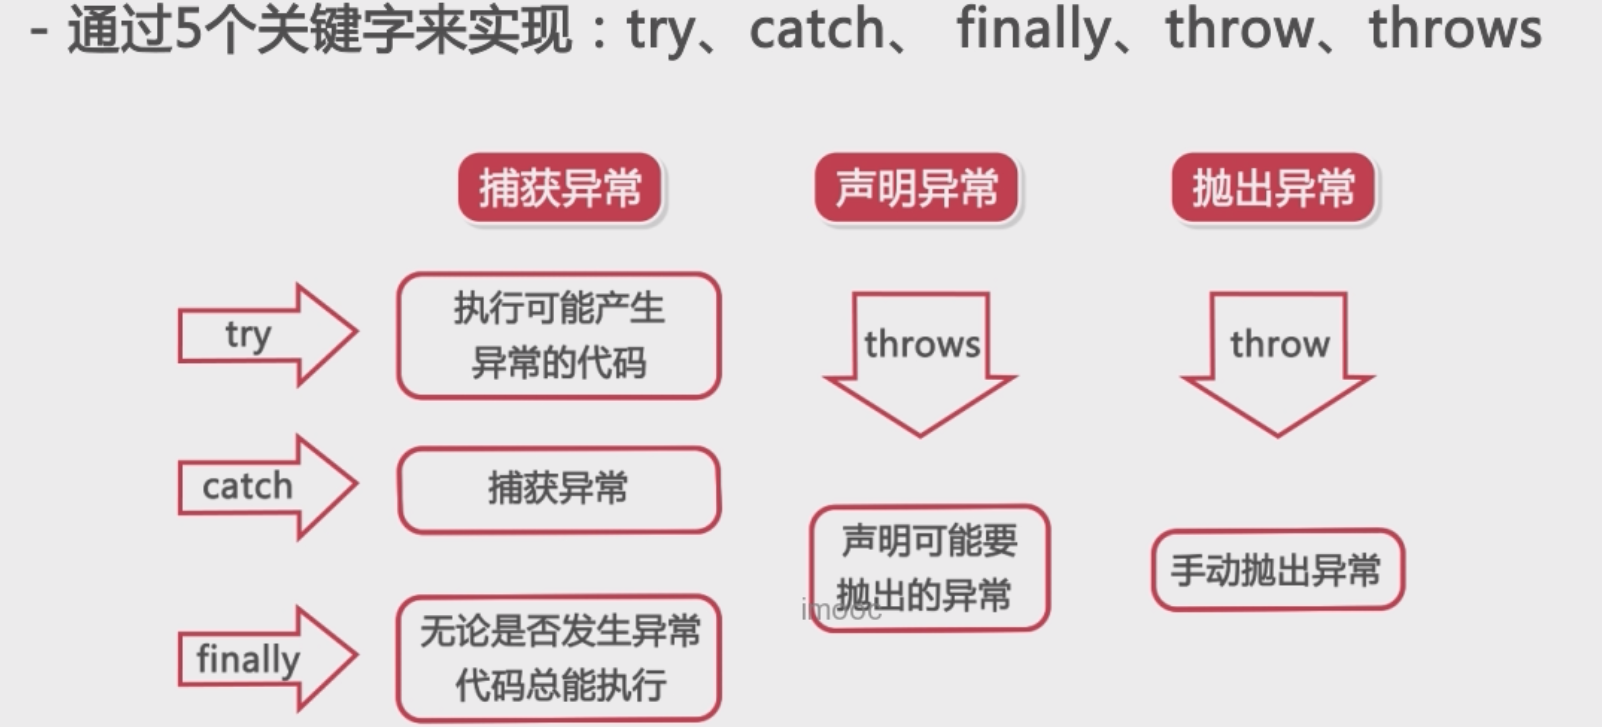 - 通过5个关键字来实现：try、catch、 finally、throw、throws
捕获异常
声明异常
抛出异常
try
执行可能产生
异常的代码
catch
捕获异常
finally
无论是否发生异常
代码总能执行
throws
声明可能要
抛出的异常
imooc
throw
手动抛出异常